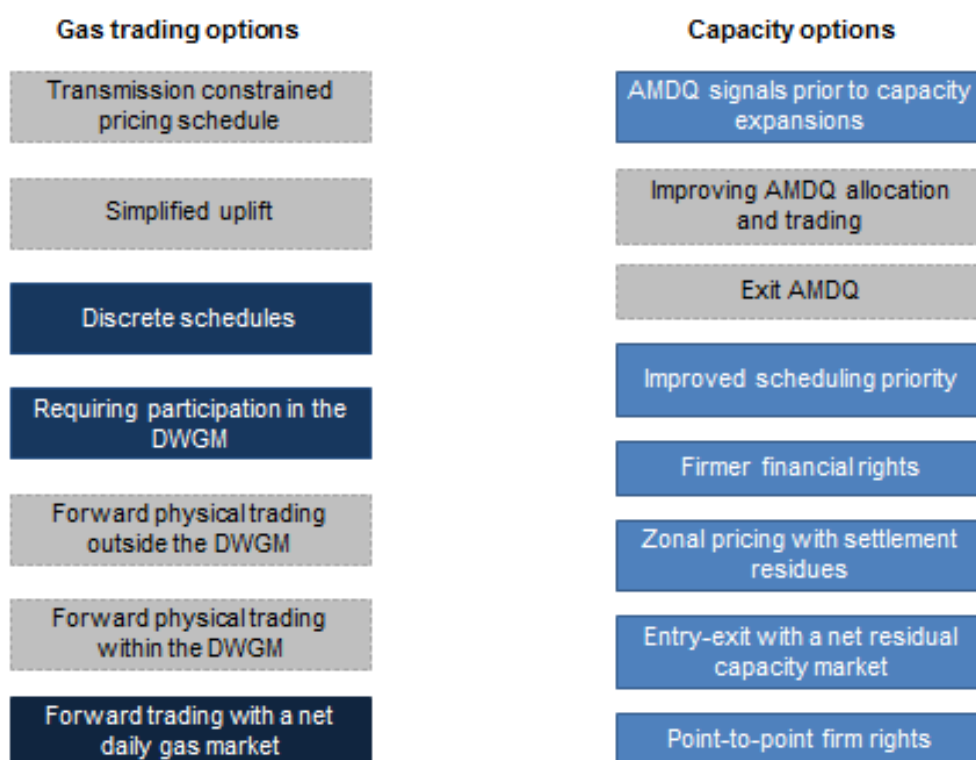 Gas trading options
Transmission constrained
pricing schedule
Simplified uplift
Discrete schedules
Requiring participation in the
DWGM
Forward physical trading
outside the DWGM
Forward physical trading
within the DWGM
Forward trading with a net
daily gas market
Capacity options
AMDQ signals prior to capacity
expansions
Improving AMDQ allocation
and trading
Exit AMDQ
Improved scheduling priority
Firmer financial rights
Zonal pricing with settlement
residues
Entry-exit with a net residual
capacity market
Point-to-point firm rights